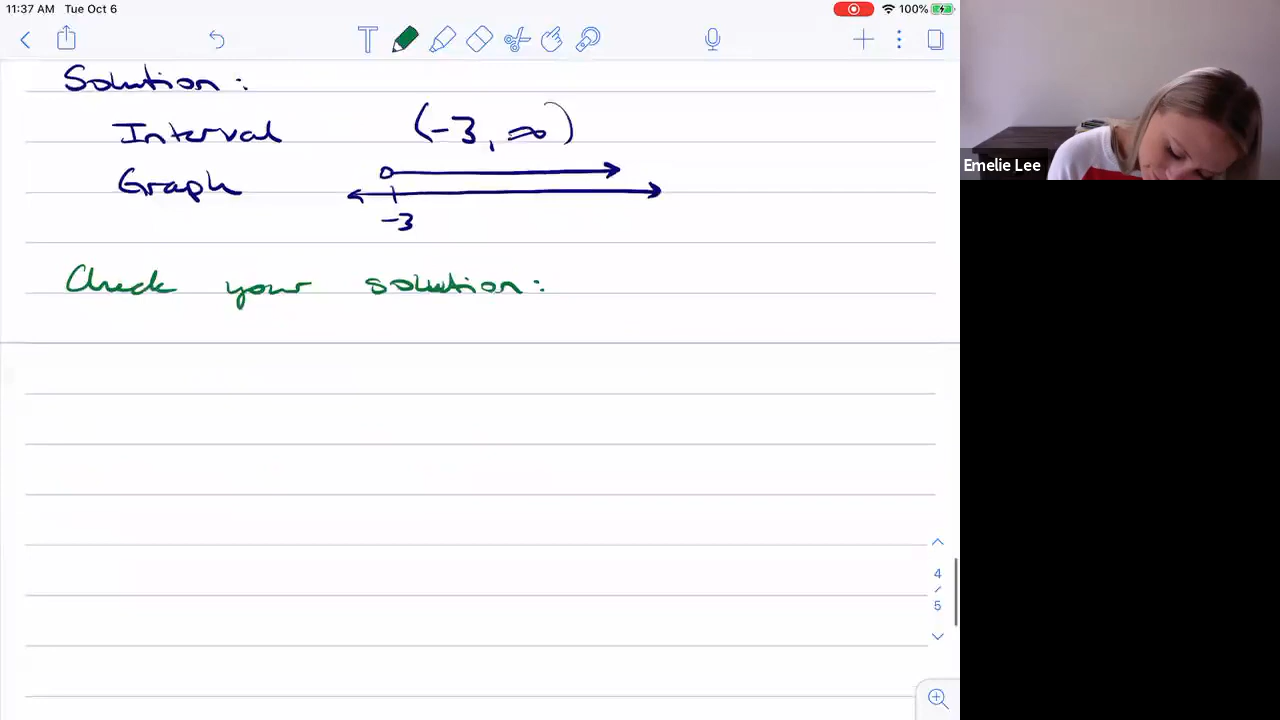 11:37 AM Tue Oct 6
100%
T
Solution:
Interval (-3, ∞)
Graph
-3
Check your solution:
4
/
5
Emelie Lee